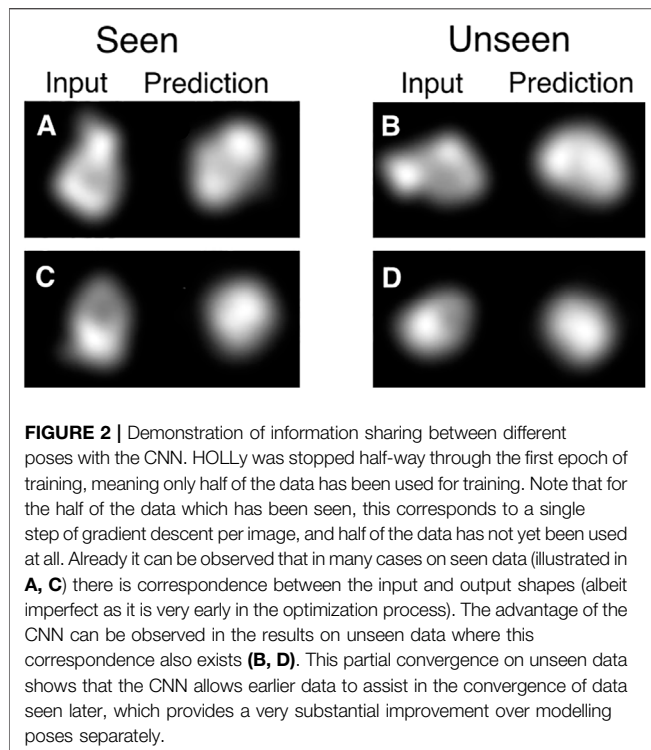 Seen Unseen
Input Prediction Input Prediction
A B
C D
FIGURE 2 | Demonstration of information sharing between different
poses with the CNN. HOLLy was stopped half-way through the first epoch of
training, meaning only half of the data has been used for training. Note that for
the half of the data which has been seen, this corresponds to a single
step of gradient descent per image, and half of the data has not yet been used
at all. Already it can be observed that in many cases on seen data (illustrated in
A, C) there is correspondence between the input and output shapes (albeit
imperfect as it is very early in the optimization process). The advantage of the
CNN can be observed in the results on unseen data where this
correspondence also exists (B, D). This partial convergence on unseen data
shows that the CNN allows earlier data to assist in the convergence of data
seen later, which provides a very substantial improvement over modelling
poses separately.